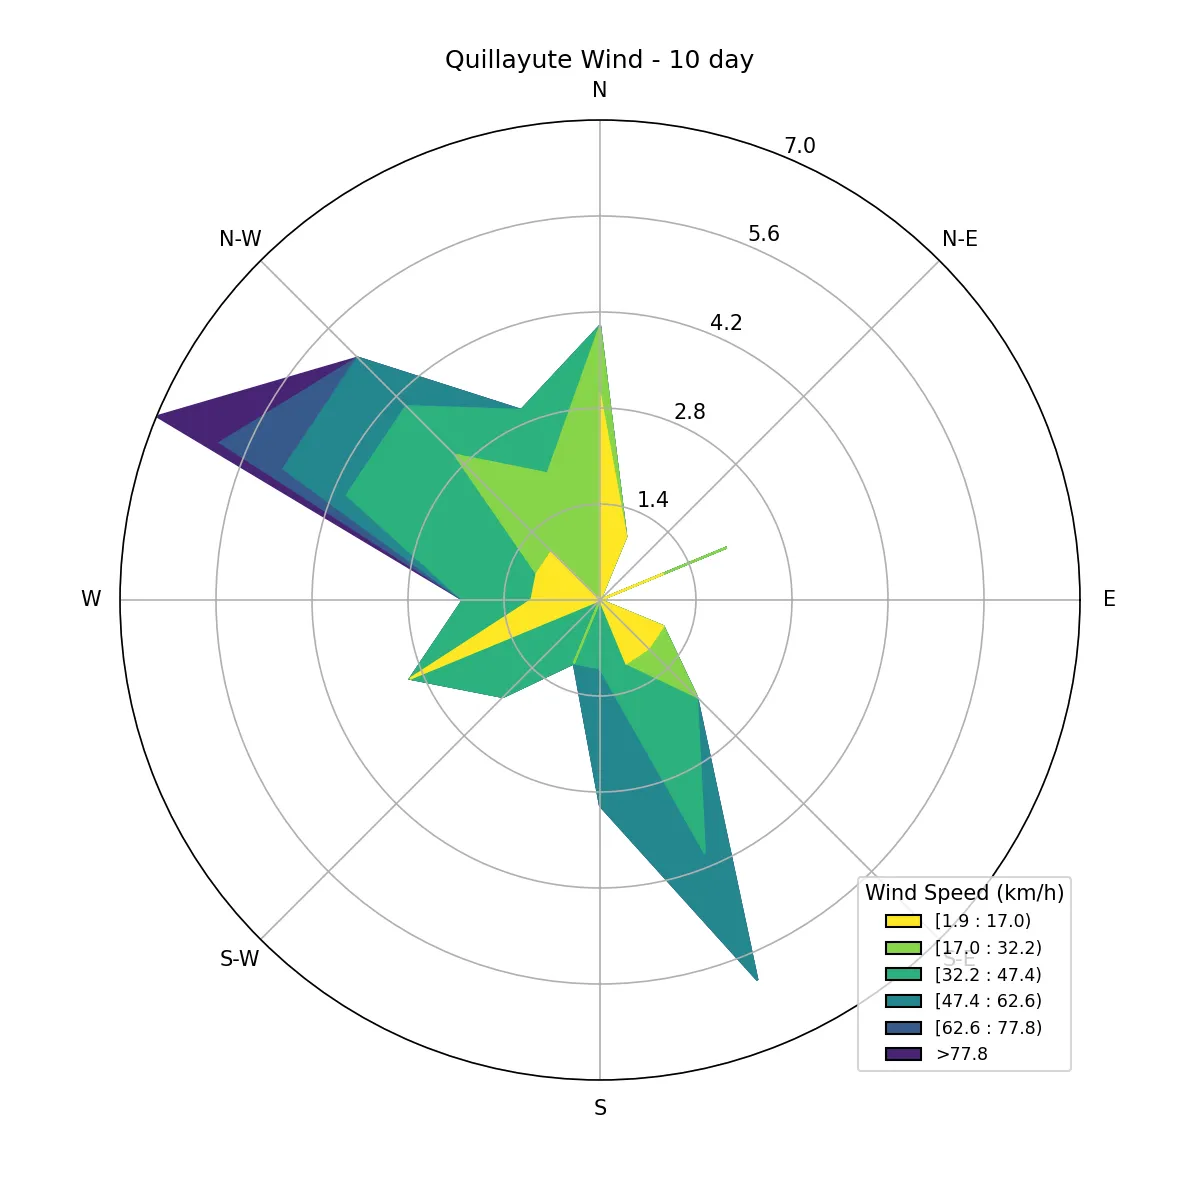 Quillayute Wind - 10 day
N
7.0
N-W
5.6
N-E
4.2
2.8
1.4
W
E
S-W
S-E
S
Wind Speed (km/h)
[1.9 : 17.0)
[17.0 : 32.2)
[32.2 : 47.4)
[47.4 : 62.6)
[62.6 : 77.8)
>77.8